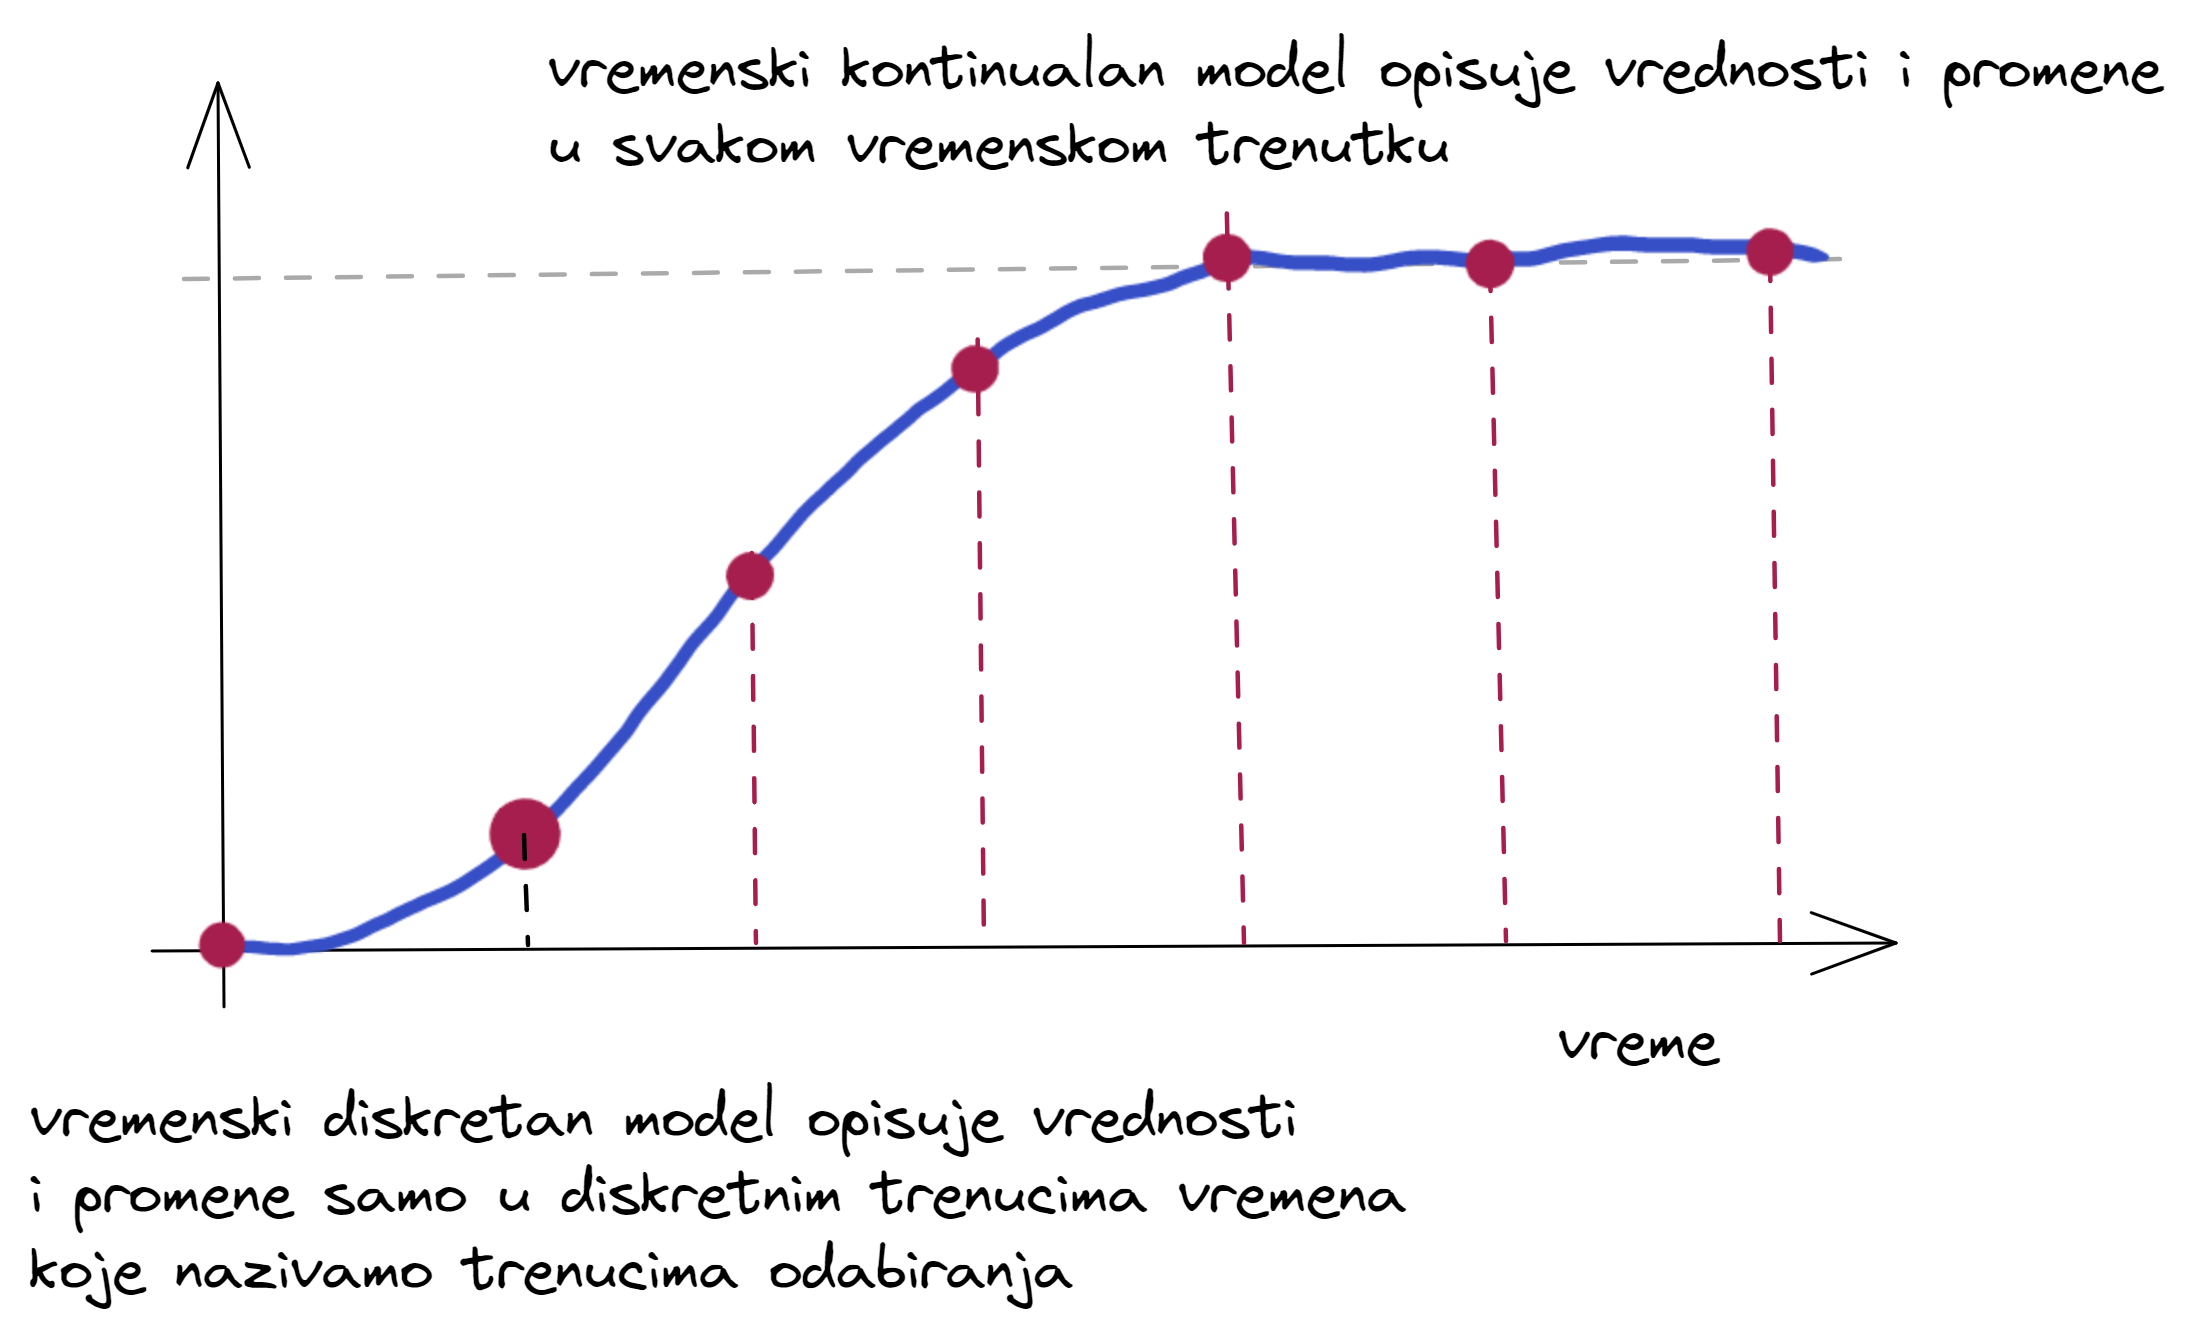 vremenski kontinualan model opisuje vrednosti i promene
u svakom vremenskom trenutku
vreme
vremenski diskretan model opisuje vrednosti
i promene samo u diskretnim trenucima vremena
koje nazivamo trenucima odabiranja